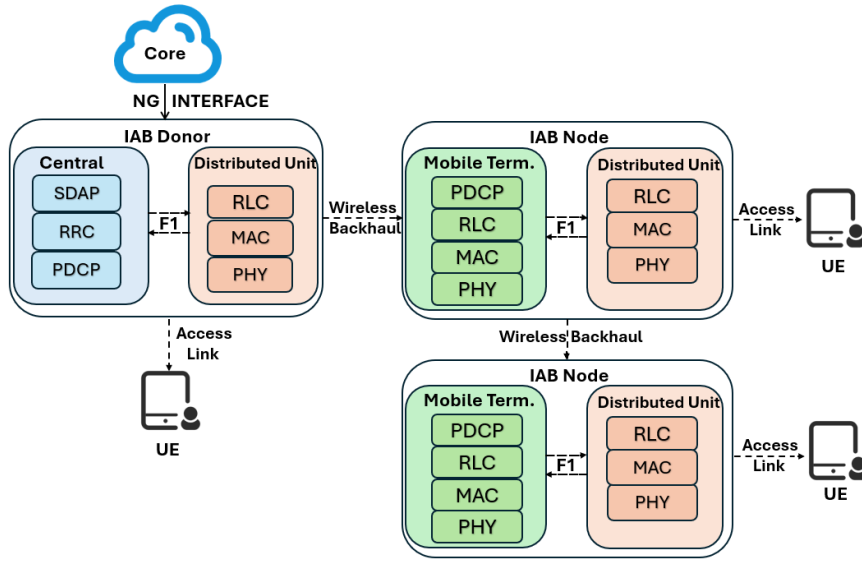 Core
NG INTERFACE
IAB Donor
Central
SDAP
RRC
PDCP
F1
Distributed Unit
RLC
MAC
PHY
Wireless
Backhaul
Access
Link
UE
IAB Node
Mobile Term.
PDCP
RLC
MAC
PHY
F1
Distributed Unit
RLC
MAC
PHY
Access
Link
UE
Wireless Backhaul
IAB Node
Mobile Term.
PDCP
RLC
MAC
PHY
F1
Distributed Unit
RLC
MAC
PHY
Access
Link
UE